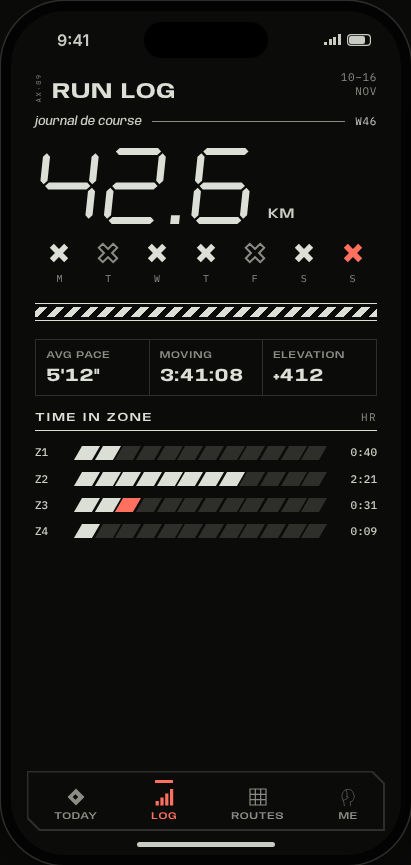 9:41
AX-09
RUN LOG
10–16
NOV
journal de course
W46
42.6 KM
M T W T F S S
AVG PACE MOVING ELEVATION
5'12" 3:41:08 +412
TIME IN ZONE HR
Z1 0:40
Z2 2:21
Z3 0:31
Z4 0:09
TODAY LOG ROUTES ME